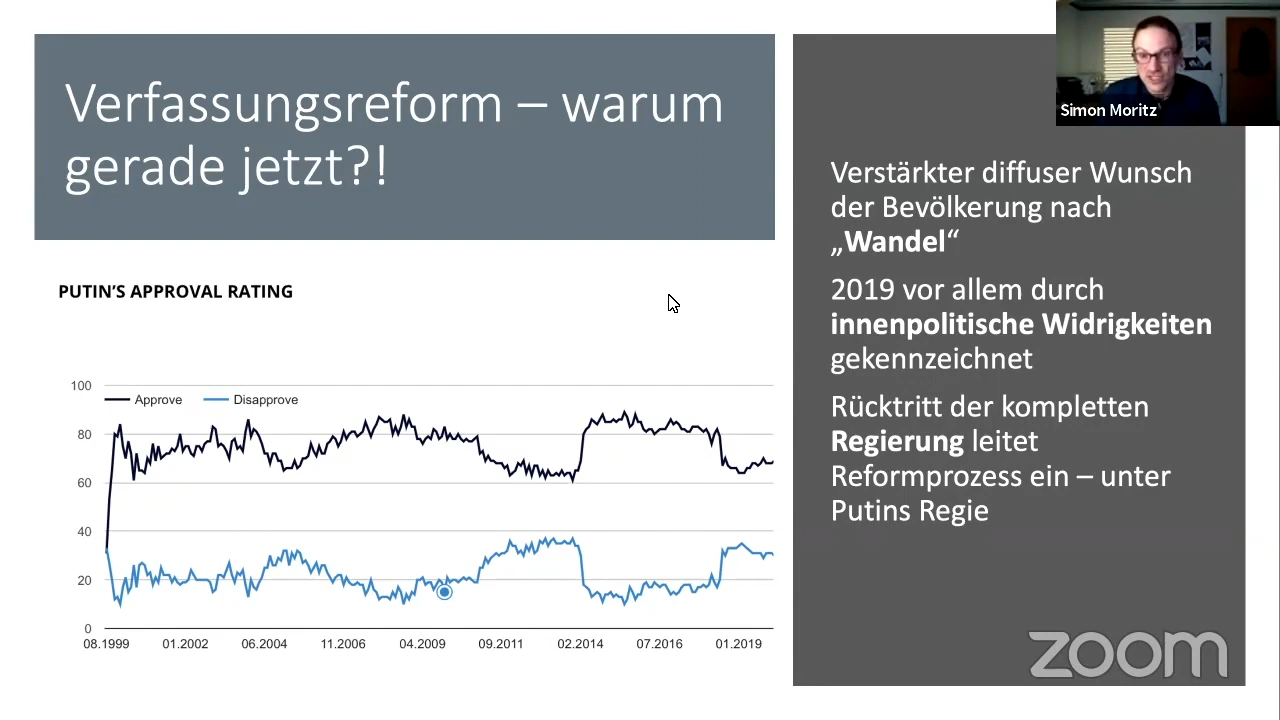 Verfassungsreform – warum
gerade jetzt?!
Simon Moritz
Verstärkter diffuser Wunsch
der Bevölkerung nach
„Wandel“
2019 vor allem durch
innenpolitische Widrigkeiten
gekennzeichnet
Rücktritt der kompletten
Regierung leitet
Reformprozess ein – unter
Putins Regie
PUTIN’S APPROVAL RATING
Approve
Disapprove
100
80
60
40
20
0
08.1999
01.2002
06.2004
11.2006
04.2009
09.2011
02.2014
07.2016
01.2019
zoom